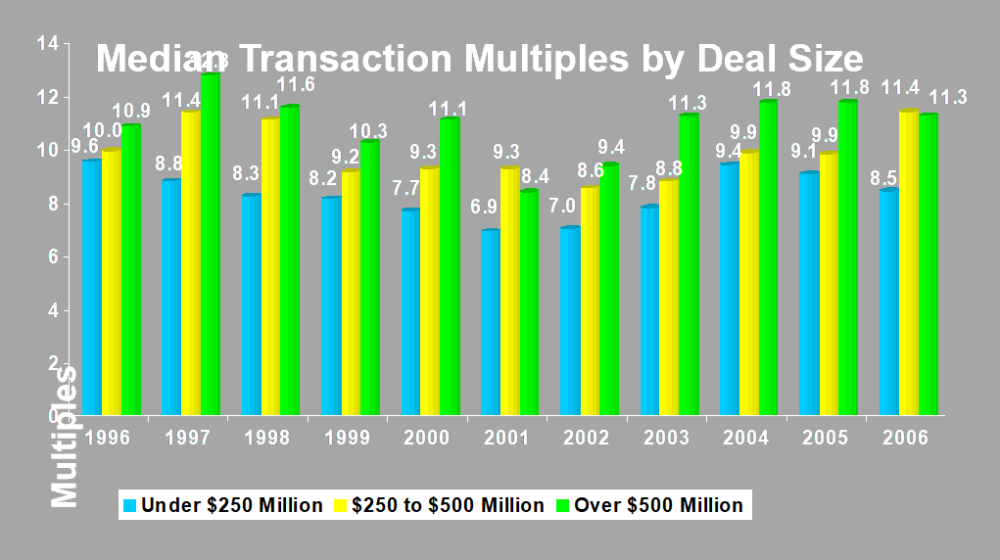 Median Transaction Multiples by Deal Size
14
12
10
8
6
4
2
0
Multiples
9.6 10.0 10.9
8.8 11.4 12.8
8.3 11.1 11.6
8.2 9.2 10.3
7.7 9.3 11.1
6.9 9.3 8.4
7.0 8.6 9.4
7.8 8.8 11.3
9.4 9.9 11.8
9.1 9.9 11.8
8.5 11.4 11.3
1996 1997 1998 1999 2000 2001 2002 2003 2004 2005 2006
Under $250 Million $250 to $500 Million Over $500 Million